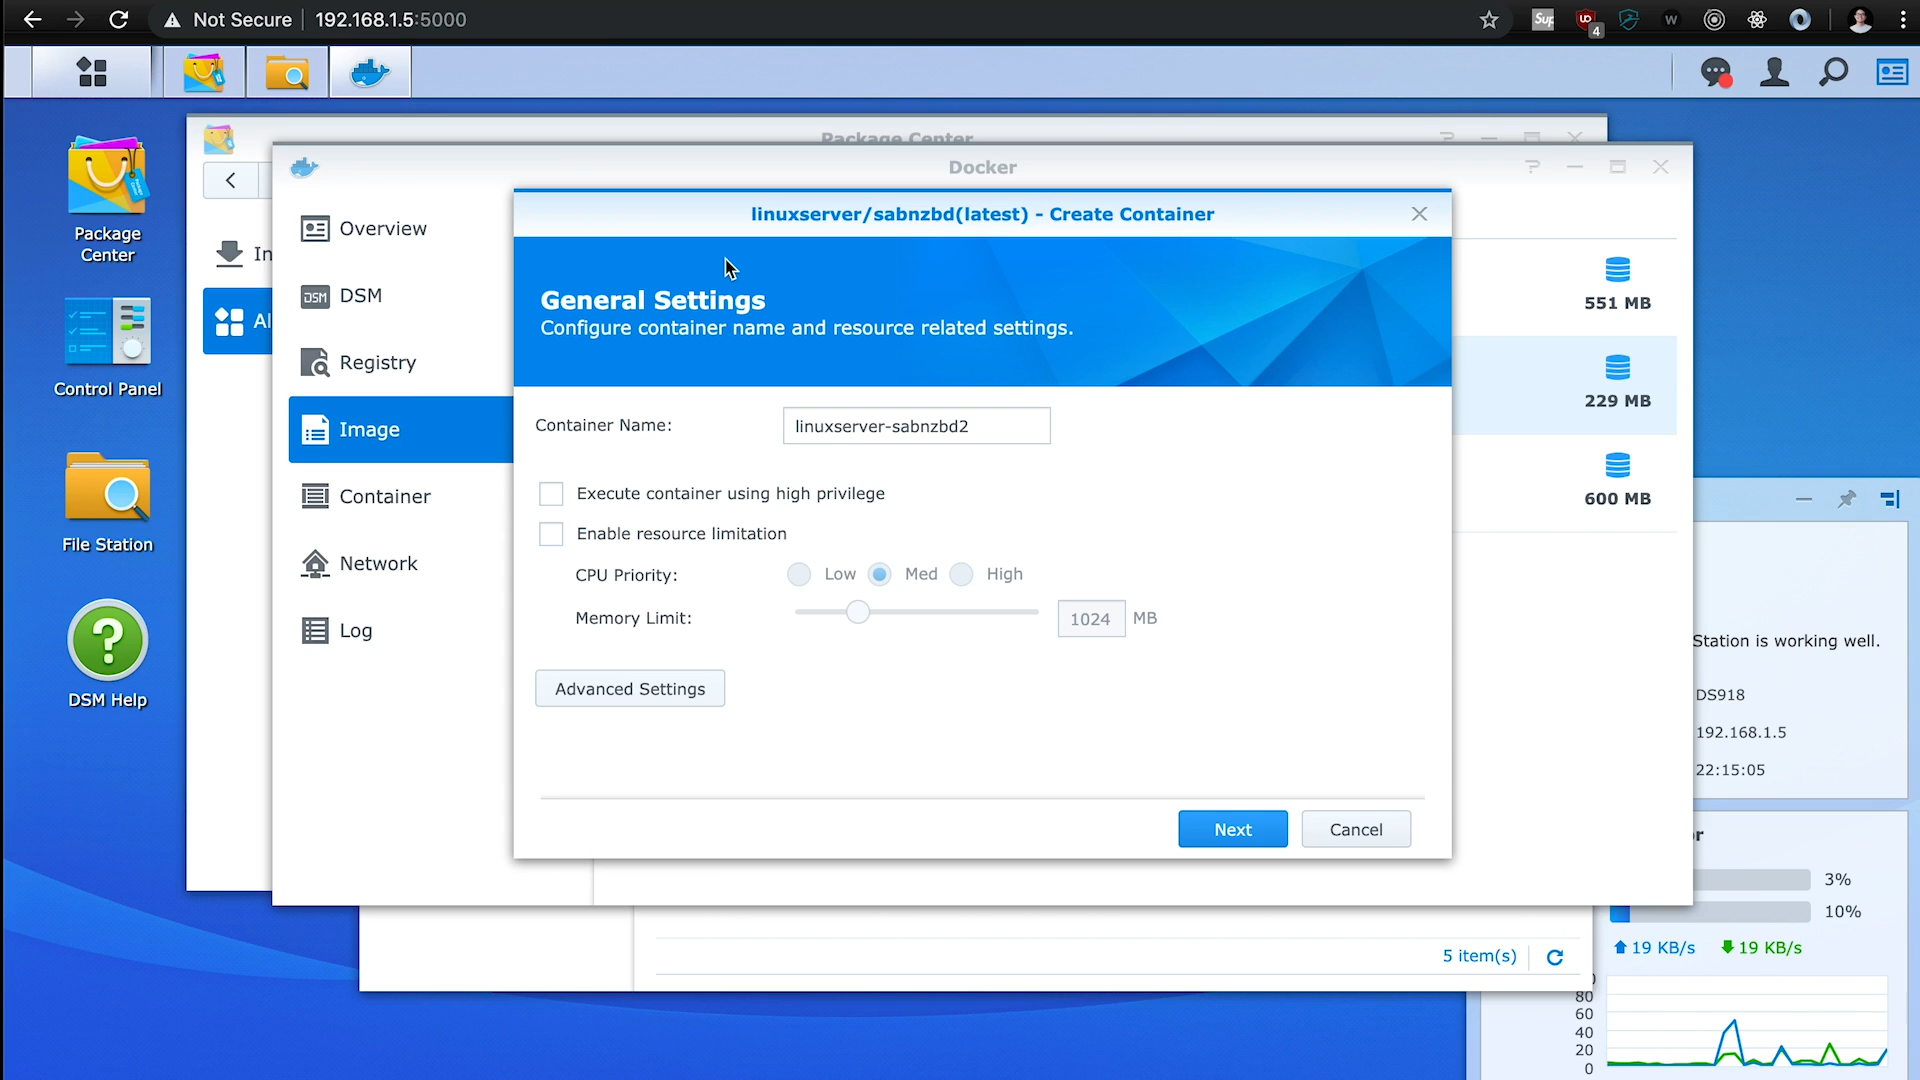 Not Secure
192.168.1.5:5000
Sup
4
W
Package Center
Docker
Package
Center
Control Panel
File Station
DSM Help
In
Al
Overview
DSM
DSM
Registry
Image
Container
Network
Log
linuxserver/sabnzbd(latest) - Create Container
General Settings
Configure container name and resource related settings.
Container Name:
linuxserver-sabnzbd2
Execute container using high privilege
Enable resource limitation
CPU Priority:
Low
Med
High
Memory Limit:
1024
MB
Advanced Settings
Next
Cancel
551 MB
229 MB
600 MB
Station is working well.
DS918
192.168.1.5
22:15:05
r
3%
10%
19 KB/s
19 KB/s
5 item(s)
80
60
40
20
0